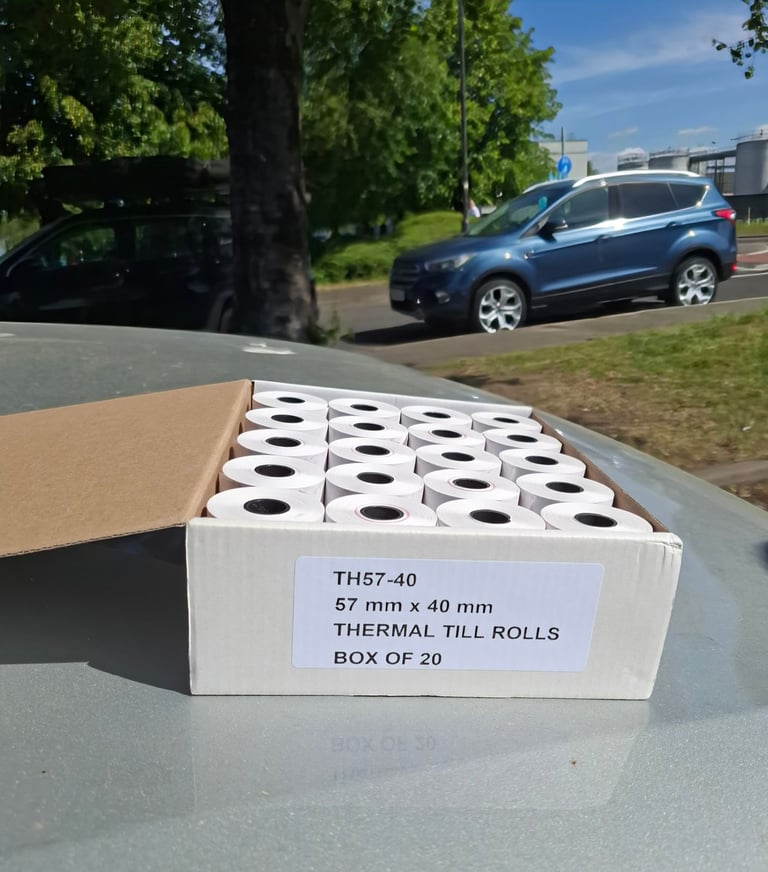 TH57-40
57 mm x 40 mm
THERMAL TILL ROLLS
BOX OF 20